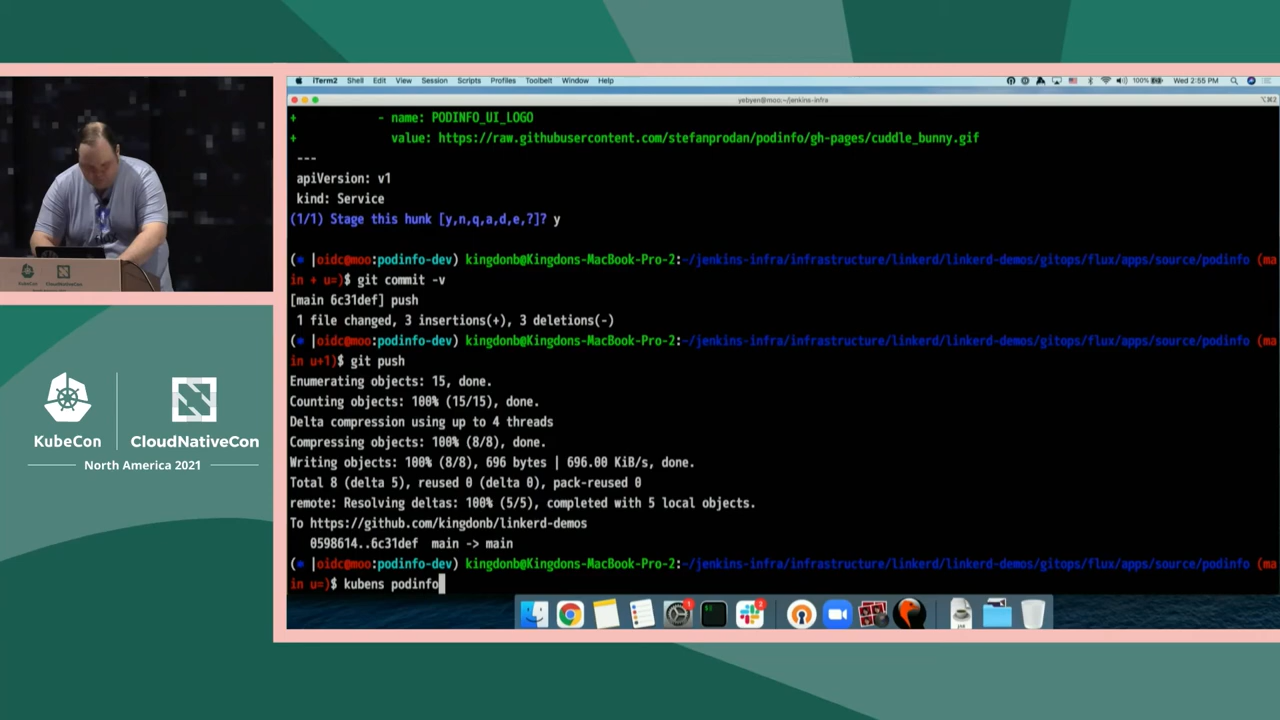 iTerm2 Shell Edit View Session Scripts Profiles Toolbelt Window Help 100% Wed 2:55 PM
yebyen@moo:~/jenkins-infra
+ - name: PODINFO_UI_LOGO
+ value: https://raw.githubusercontent.com/stefanprodan/podinfo/gh-pages/cuddle_bunny.gif
---
apiVersion: v1
kind: Service
(1/1) Stage this hunk [y,n,q,a,d,e,?]? y
(* |oidc@moo:podinfo-dev) kingdonb@Kingdons-MacBook-Pro-2:~/jenkins-infra/infrastructure/linkerd/linkerd-demos/gitops/flux/apps/source/podinfo (ma
in + u=)$ git commit -v
[main 6c31def] push
1 file changed, 3 insertions(+), 3 deletions(-)
(* |oidc@moo:podinfo-dev) kingdonb@Kingdons-MacBook-Pro-2:~/jenkins-infra/infrastructure/linkerd/linkerd-demos/gitops/flux/apps/source/podinfo (ma
in u+1)$ git push
Enumerating objects: 15, done.
Counting objects: 100% (15/15), done.
Delta compression using up to 4 threads
Compressing objects: 100% (8/8), done.
Writing objects: 100% (8/8), 696 bytes | 696.00 KiB/s, done.
Total 8 (delta 5), reused 0 (delta 0), pack-reused 0
remote: Resolving deltas: 100% (5/5), completed with 5 local objects.
To https://github.com/kingdonb/linkerd-demos
0598614..6c31def main -> main
(* |oidc@moo:podinfo-dev) kingdonb@Kingdons-MacBook-Pro-2:~/jenkins-infra/infrastructure/linkerd/linkerd-demos/gitops/flux/apps/source/podinfo (ma
in u=)$ kubens podinfo
KubeCon CloudNativeCon
North America 2021